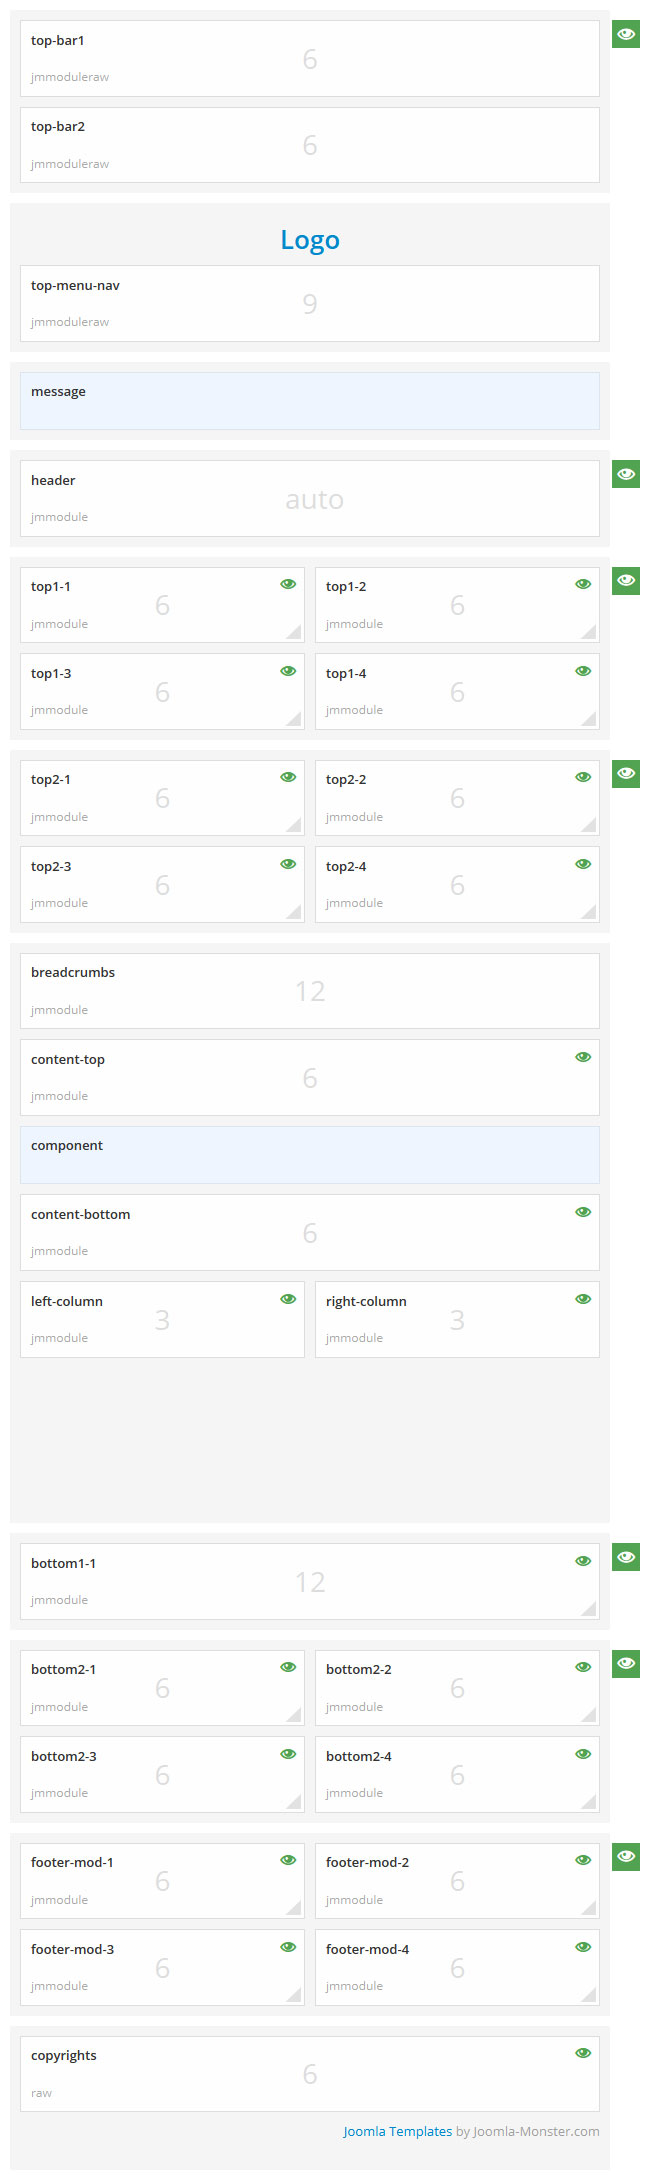 top-bar1
6
jmmoduleraw
top-bar2
6
jmmoduleraw
Logo
top-menu-nav
9
jmmoduleraw
message
header
auto
jmmodule
top1-1
6
jmmodule
top1-2
6
jmmodule
top1-3
6
jmmodule
top1-4
6
jmmodule
top2-1
6
jmmodule
top2-2
6
jmmodule
top2-3
6
jmmodule
top2-4
6
jmmodule
breadcrumbs
12
jmmodule
content-top
6
jmmodule
component
content-bottom
6
jmmodule
left-column
3
jmmodule
right-column
3
jmmodule
bottom1-1
12
jmmodule
bottom2-1
6
jmmodule
bottom2-2
6
jmmodule
bottom2-3
6
jmmodule
bottom2-4
6
jmmodule
footer-mod-1
6
jmmodule
footer-mod-2
6
jmmodule
footer-mod-3
6
jmmodule
footer-mod-4
6
jmmodule
copyrights
6
raw
Joomla Templates by Joomla-Monster.com